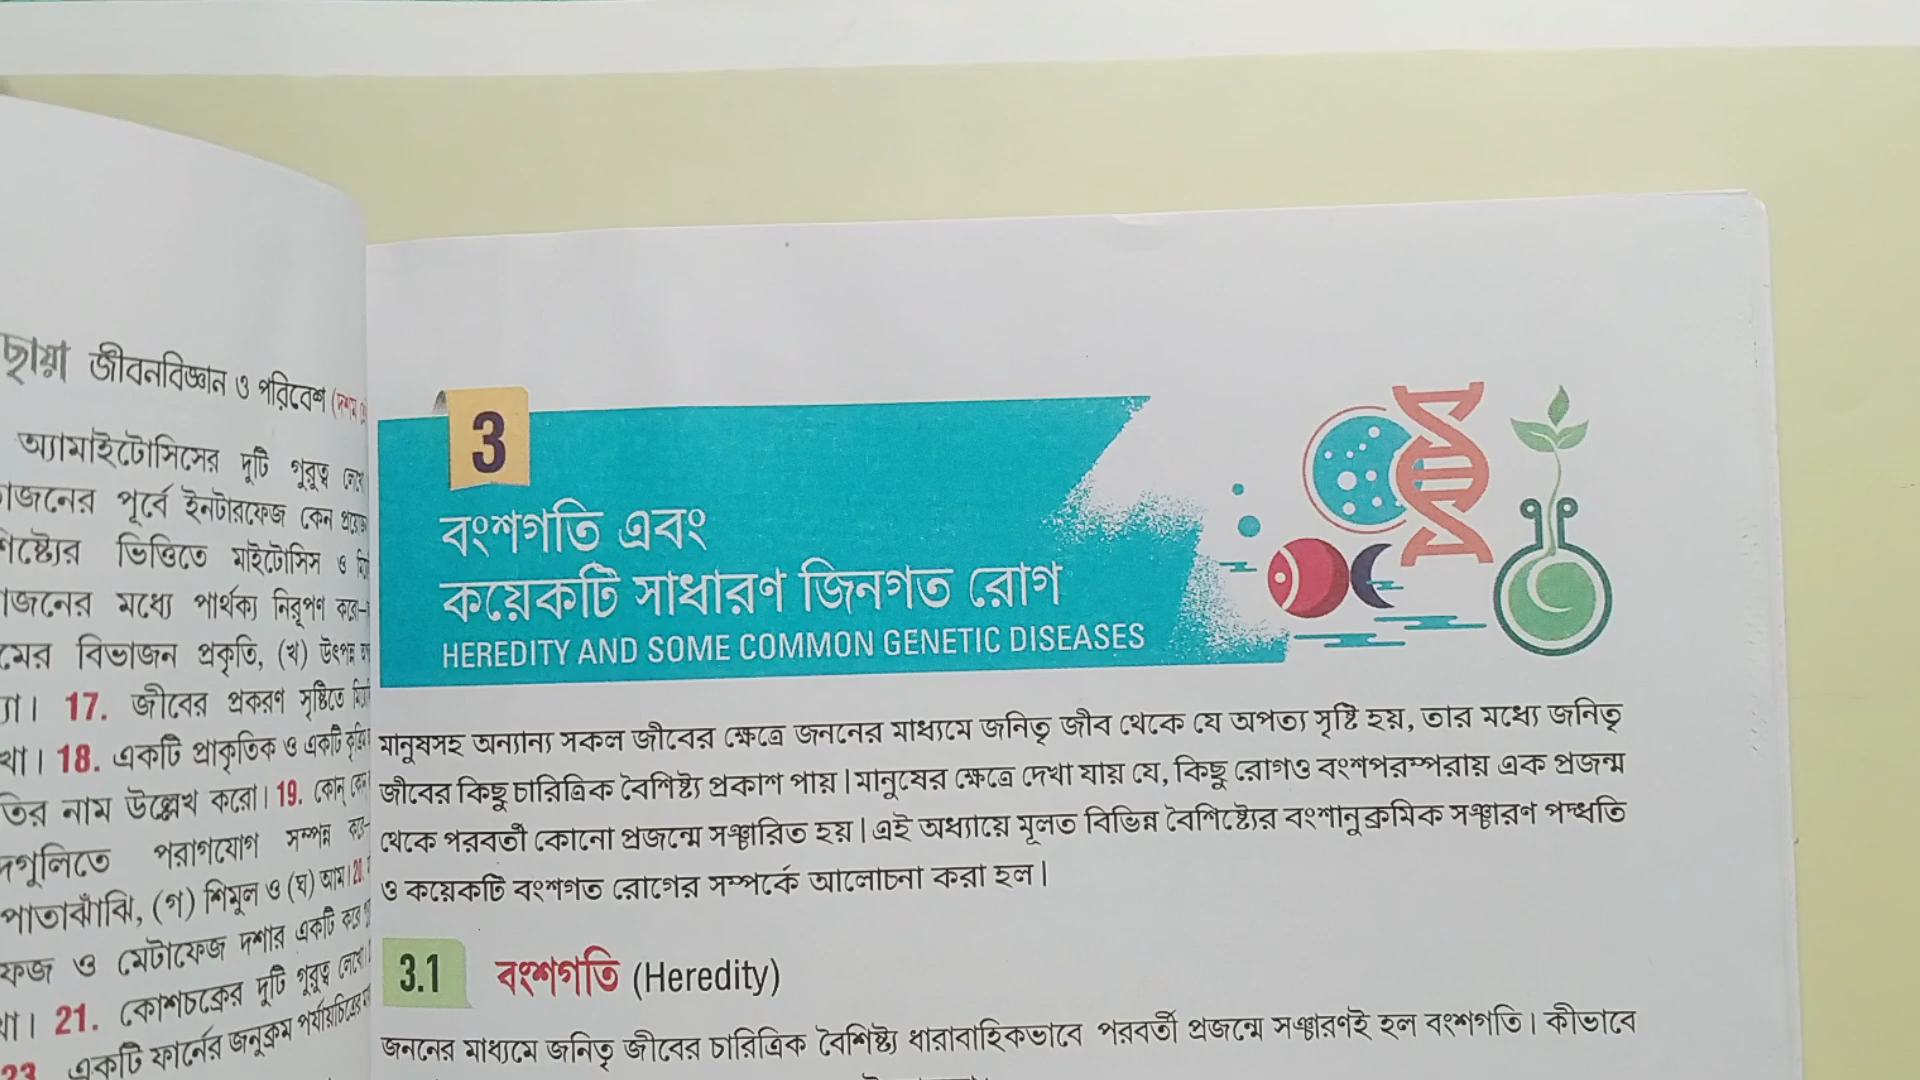 ছায়া জীবনবিজ্ঞান ও পরিবেশ
অ্যামাইটোসিসের দুটি গুরুত্ব লেখো
পূর্বে ইনটারফেজ কেন
ভিত্তিতে মাইটোসিস ও
মধ্যে পার্থক্য নিরূপণ করো
বিভাজন প্রকৃতি, (খ) উৎপন্ন
17. জীবের প্রকরণ সৃষ্টিতে
18. একটি প্রাকৃতিক ও একটি
নাম উল্লেখ করো। 19. কোন্
পরাগযোগ সম্পন্ন
পাতাঝাঁঝি, (গ) শিমুল ও (ঘ) আম। 20.
ও মেটাফেজ দশার একটি করে
21. কোশচক্রের দুটি গুরুত্ব লেখো।
23. একটি ফার্নের জনুক্রম
3
বংশগতি এবং
কয়েকটি সাধারণ জিনগত রোগ
HEREDITY AND SOME COMMON GENETIC DISEASES
মানুষসহ অন্যান্য সকল জীবের ক্ষেত্রে জননের মাধ্যমে জনিতৃ জীব থেকে যে অপত্য সৃষ্টি হয়, তার মধ্যে জনিতৃ
জীবের কিছু চারিত্রিক বৈশিষ্ট্য প্রকাশ পায়। মানুষের ক্ষেত্রে দেখা যায় যে, কিছু রোগও বংশপরম্পরায় এক প্রজন্ম
থেকে পরবর্তী কোনো প্রজন্মে সঞ্চারিত হয়। এই অধ্যায়ে মূলত বিভিন্ন বৈশিষ্ট্যের বংশানুক্রমিক সঞ্চারণ পদ্ধতি
ও কয়েকটি বংশগত রোগের সম্পর্কে আলোচনা করা হল।
3.1 বংশগতি (Heredity)
জননের মাধ্যমে জনিতৃ জীবের চারিত্রিক বৈশিষ্ট্য ধারাবাহিকভাবে পরবর্তী প্রজন্মে সঞ্চারণই হল বংশগতি। কীভাবে